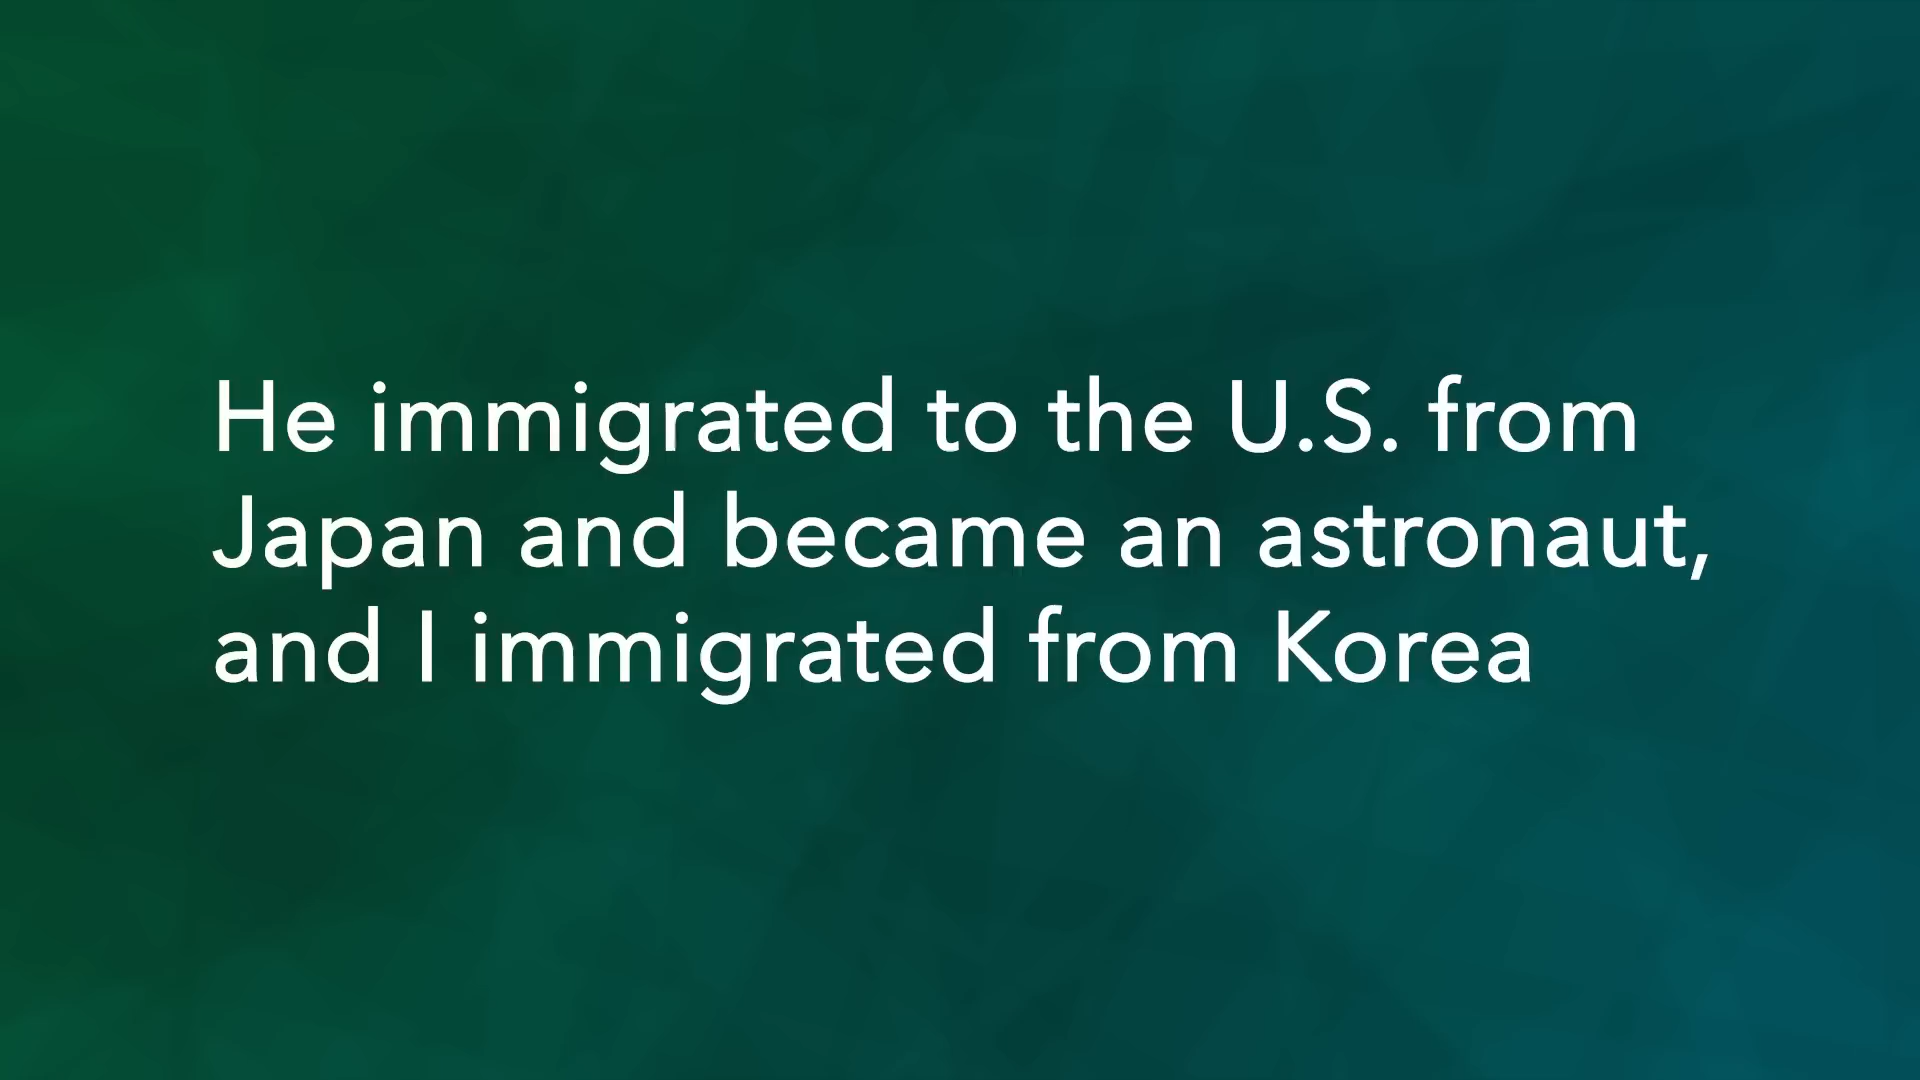 He immigrated to the U.S. from
Japan and became an astronaut,
and I immigrated from Korea